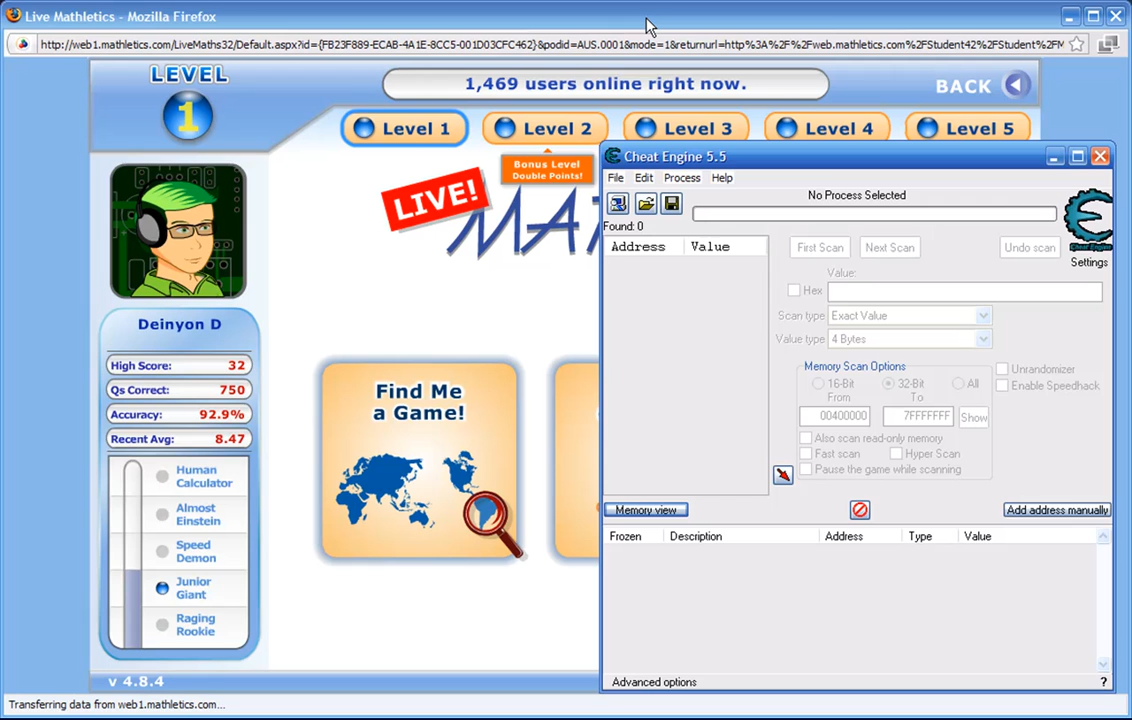 Live Mathletics - Mozilla Firefox
http://web1.mathletics.com/LiveMaths32/Default.aspx?id={FB23F889-ECAB-4A1E-8CC5-001D03CFC462}&podid=AUS.0001&mode=1&returnurl=http%3A%2F%2Fweb.mathletics.com%2FStudent42%2FStudent%2FM
LEVEL
1
1,469 users online right now.
BACK
Level 1
Level 2
Level 3
Level 4
Level 5
Bonus Level
Double Points!
LIVE!
MAT
Find Me
a Game!
Deinyon D
High Score: 32
Qs Correct: 750
Accuracy: 92.9%
Recent Avg: 8.47
Human
Calculator
Almost
Einstein
Speed
Demon
Junior
Giant
Raging
Rookie
v 4.8.4
Transferring data from web1.mathletics.com...
Cheat Engine 5.5
File Edit Process Help
No Process Selected
Found: 0
Address Value
First Scan Next Scan Undo scan
Cheat Engine
Settings
Value:
Hex
Scan type Exact Value
Value type 4 Bytes
Memory Scan Options
16-Bit 32-Bit All
From To
00400000 7FFFFFFF Show
Also scan read-only memory
Fast scan Hyper Scan
Pause the game while scanning
Unrandomizer
Enable Speedhack
Memory view
Add address manually
Frozen Description Address Type Value
Advanced options ?